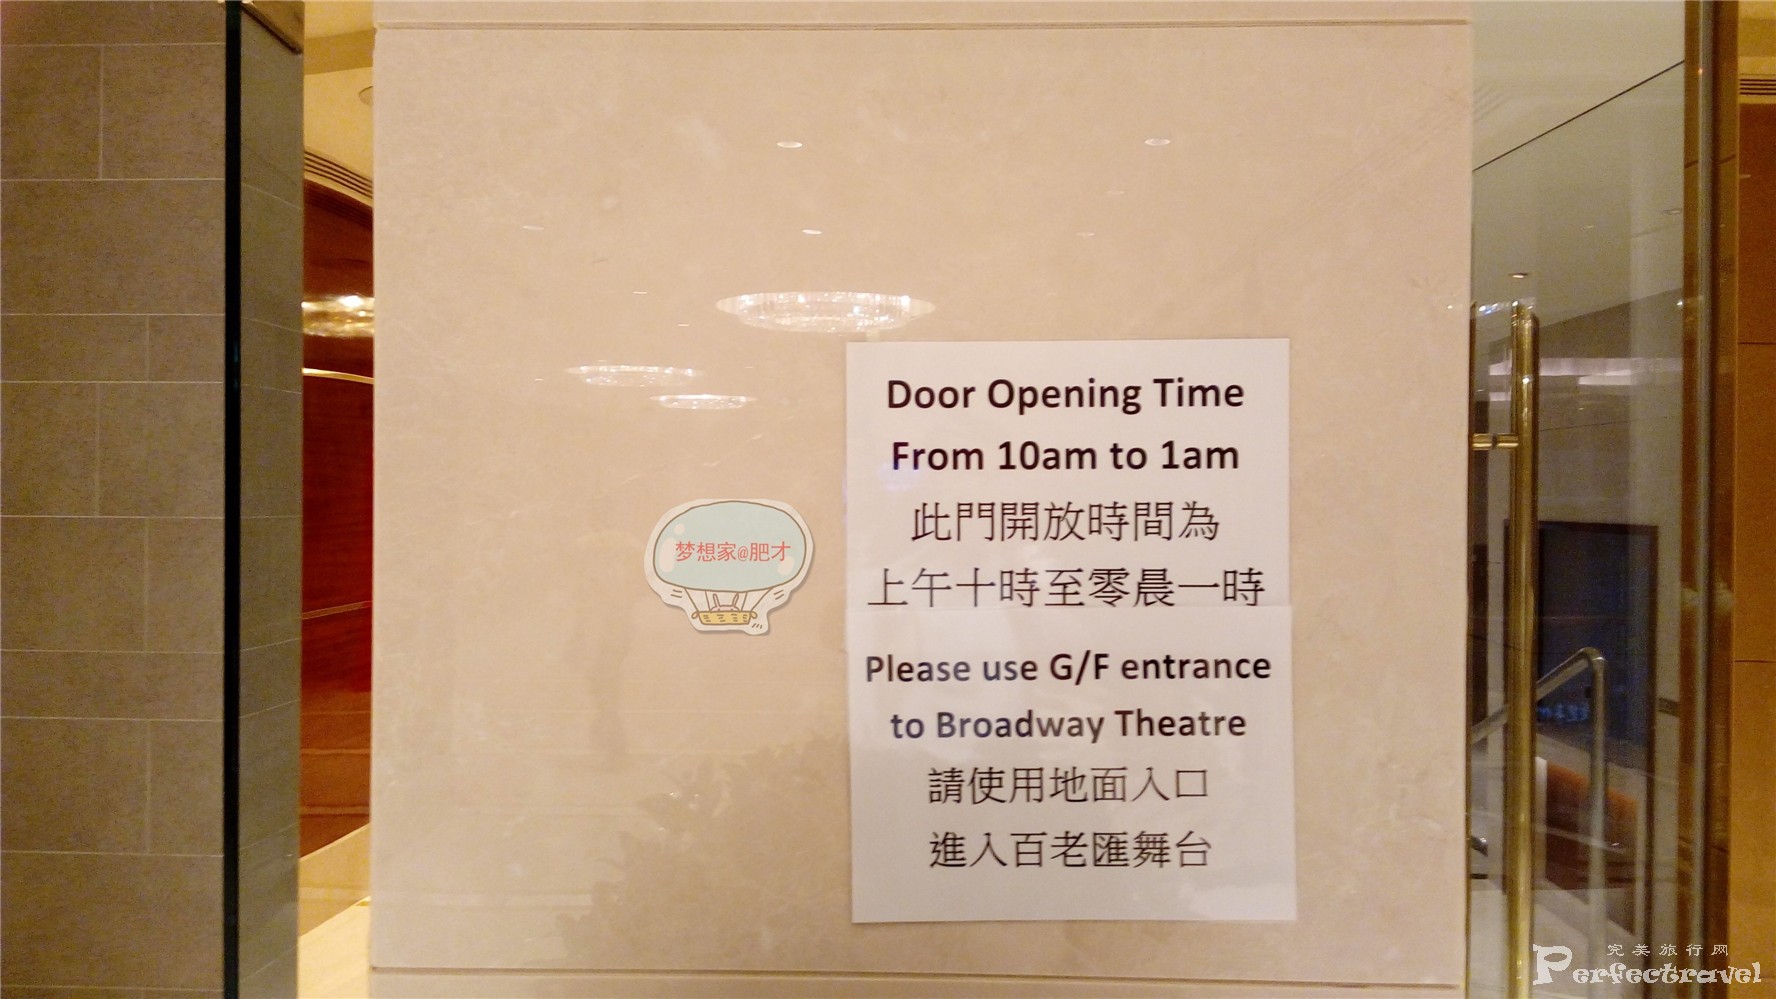 Door Opening Time
From 10am to 1am
此門開放時間為
上午十時至零晨一時
Please use G/F entrance
to Broadway Theatre
請使用地面入口
進入百老匯舞台
梦想家@肥才
完美旅行网
Perfectravel